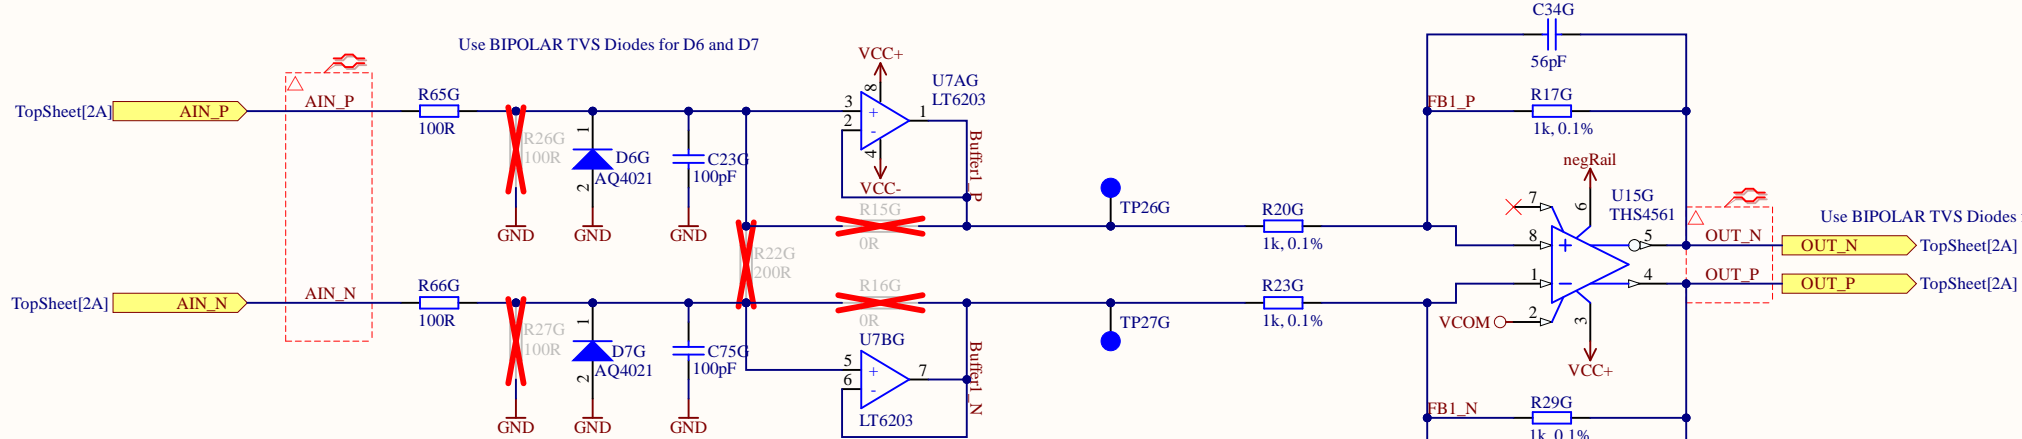 C34G
56pF
Use BIPOLAR TVS Diodes for D6 and D7
VCC+
U7AG
LT6203
8
3
2
1
+
-
4
VCC-
Buffer1_P
TopSheet[2A]
AIN_P
AIN_P
R65G
100R
R26G
100R
1
2
D6G
AQ4021
C23G
100pF
GND
GND
GND
R15G
0R
R22G
200R
TP26G
R20G
1k, 0.1%
FB1_P
R17G
1k, 0.1%
negRail
U15G
THS4561
7
6
8
+
5
1
-
4
2
3
VCOM
VCC+
OUT_N
OUT_P
Use BIPOLAR TVS Diodes
OUT_N
TopSheet[2A]
OUT_P
TopSheet[2A]
TopSheet[2A]
AIN_N
AIN_N
R66G
100R
R27G
100R
1
2
D7G
AQ4021
C75G
100pF
GND
GND
GND
R16G
0R
U7BG
5
6
7
+
-
LT6203
Buffer1_N
TP27G
R23G
1k, 0.1%
FB1_N
R29G
1k, 0.1%